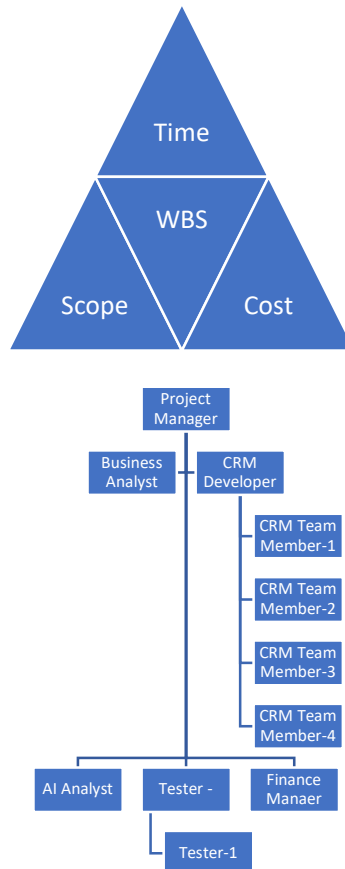 Time
WBS
Scope
Cost
Project
Manager
Business
Analyst
CRM
Developer
CRM Team
Member-1
CRM Team
Member-2
CRM Team
Member-3
CRM Team
Member-4
AI Analyst
Tester -
Finance
Manaer
Tester-1